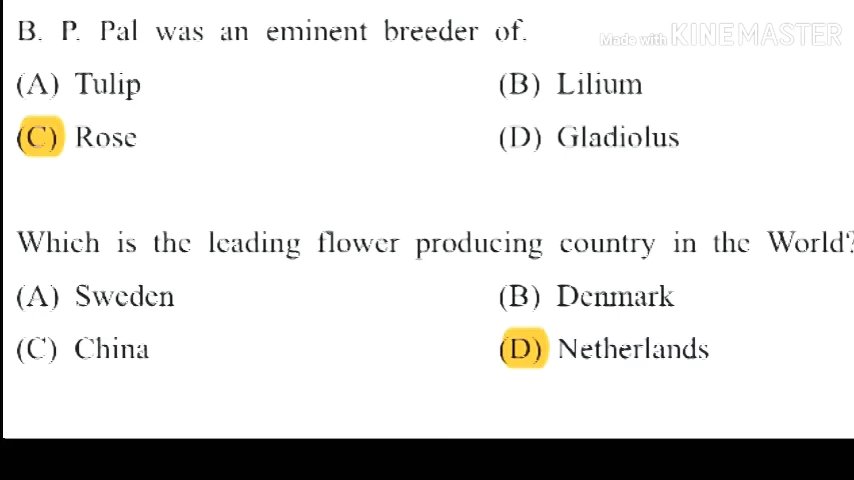 B. P. Pal was an eminent breeder of.
Made with KINEMASTER
(A) Tulip (B) Lilium
(C) Rose (D) Gladiolus
Which is the leading flower producing country in the World?
(A) Sweden (B) Denmark
(C) China (D) Netherlands